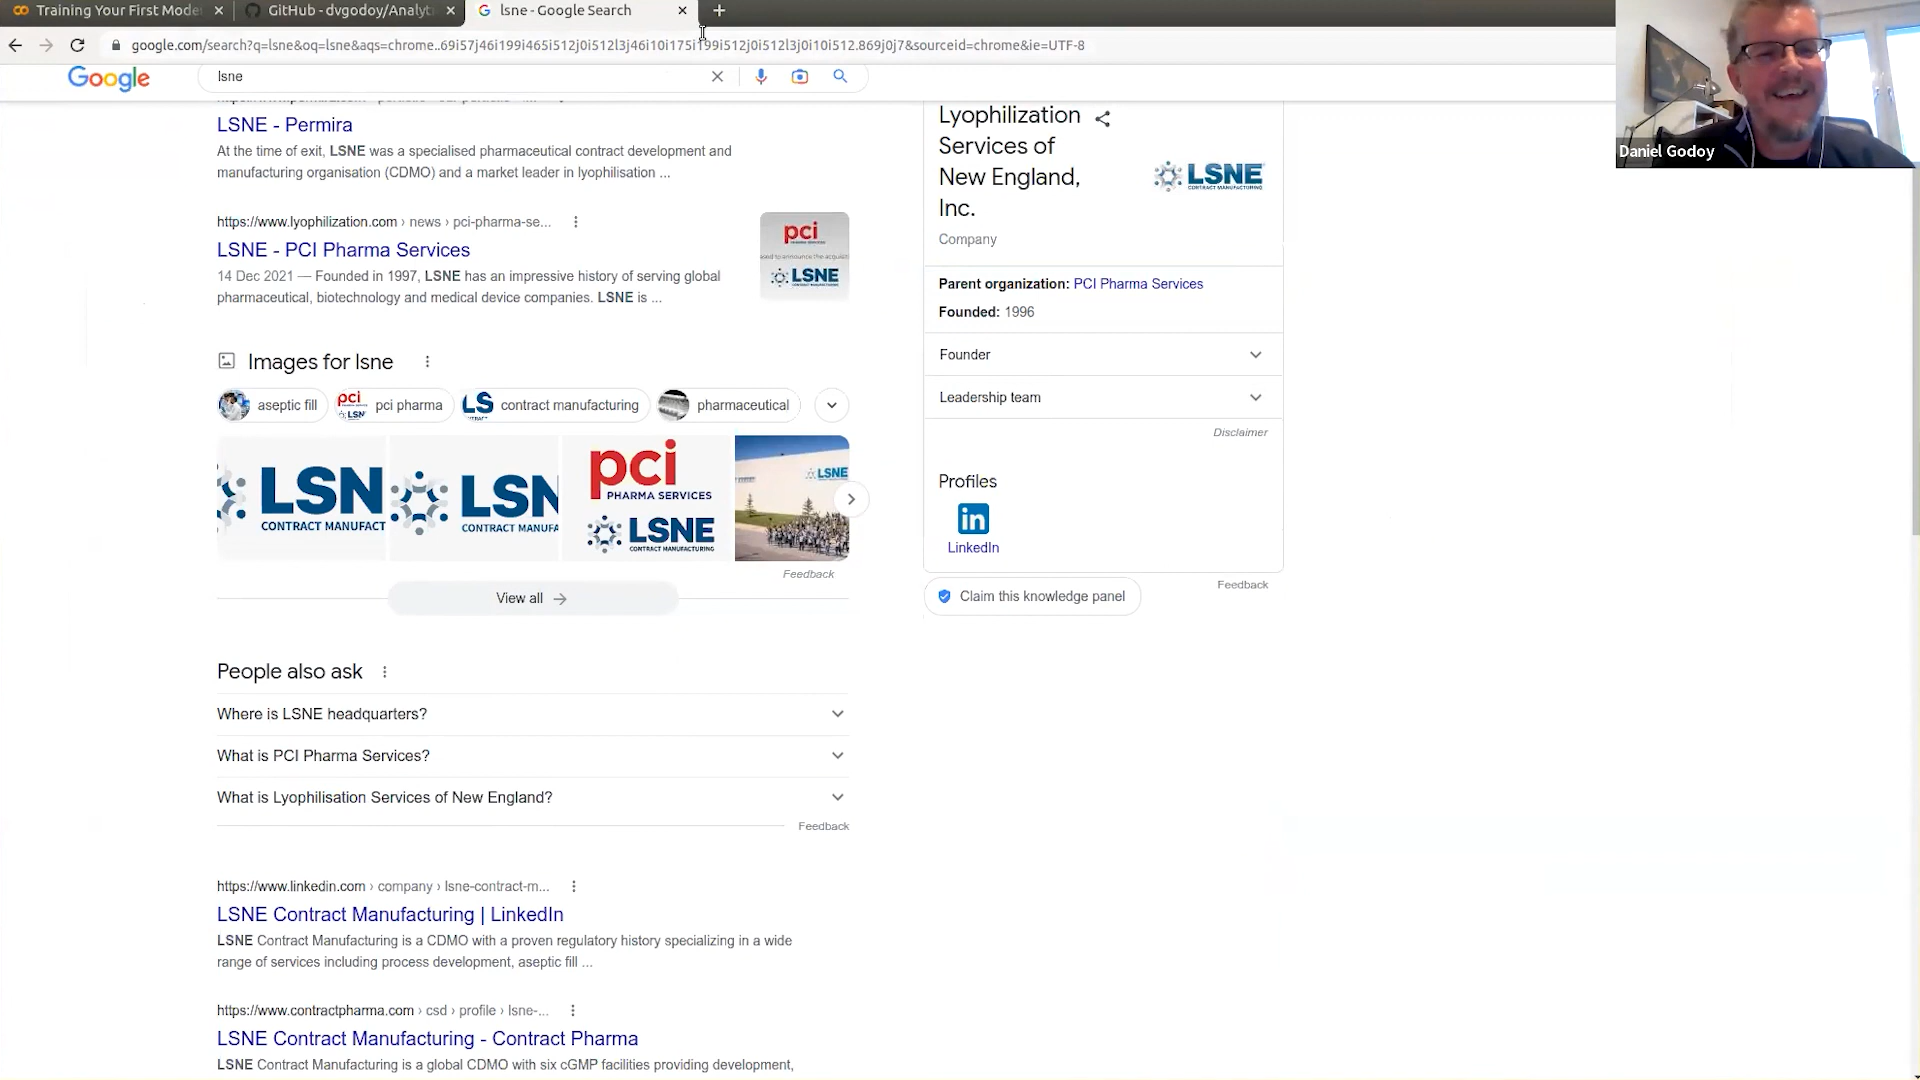 Training Your First Mode
GitHub - dvgodoy/Analyt
lsne - Google Search
google.com/search?q=lsne&oq=lsne&aqs=chrome..69i57j46i199i465i512j0i512l3j46i10i175i199i512j0i512l3j0i10i512.869j0j7&sourceid=chrome&ie=UTF-8
Google
lsne
LSNE - Permira
At the time of exit, LSNE was a specialised pharmaceutical contract development and
manufacturing organisation (CDMO) and a market leader in lyophilisation ...
https://www.lyophilization.com › news › pci-pharma-se...
LSNE - PCI Pharma Services
14 Dec 2021 — Founded in 1997, LSNE has an impressive history of serving global
pharmaceutical, biotechnology and medical device companies. LSNE is ...
pci
ased to announce the acquisit
LSNE
Images for lsne
aseptic fill
pci pharma
contract manufacturing
pharmaceutical
LSN
CONTRACT MANUFACT
LSN
CONTRACT MANUFA
pci
PHARMA SERVICES
LSNE
CONTRACT MANUFACTURING
LSNE
Feedback
View all
People also ask
Where is LSNE headquarters?
What is PCI Pharma Services?
What is Lyophilisation Services of New England?
Feedback
https://www.linkedin.com › company › lsne-contract-m...
LSNE Contract Manufacturing | LinkedIn
LSNE Contract Manufacturing is a CDMO with a proven regulatory history specializing in a wide
range of services including process development, aseptic fill ...
https://www.contractpharma.com › csd › profile › lsne-...
LSNE Contract Manufacturing - Contract Pharma
LSNE Contract Manufacturing is a global CDMO with six cGMP facilities providing development,
Lyophilization
Services of
New England,
Inc.
Company
LSNE
CONTRACT MANUFACTURING
Parent organization: PCI Pharma Services
Founded: 1996
Founder
Leadership team
Disclaimer
Profiles
in
LinkedIn
Claim this knowledge panel
Feedback
Daniel Godoy